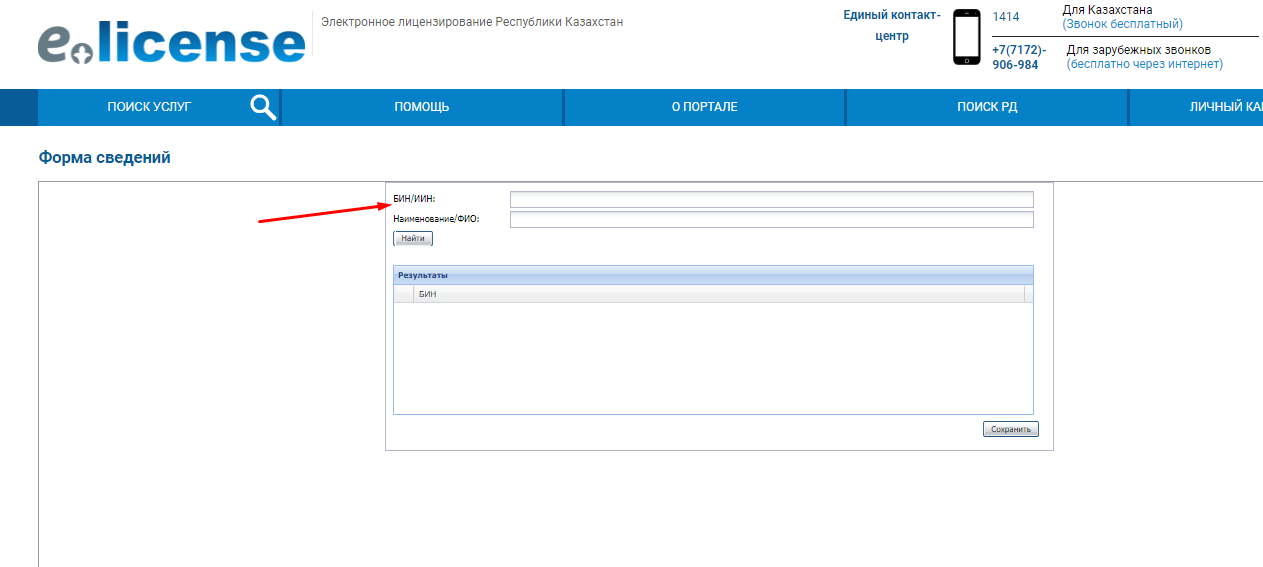 e.license
Электронное лицензирование Республики Казахстан
Единый контакт-
центр
1414
Для Казахстана
(Звонок бесплатный)
+7(7172)-
906-984
Для зарубежных звонков
(бесплатно через интернет)
ПОИСК УСЛУГ
ПОМОЩЬ
О ПОРТАЛЕ
ПОИСК РД
ЛИЧНЫЙ КА
Форма сведений
БИН/ИИН:
Наименование/ФИО:
Найти
Результаты
БИН
Сохранить